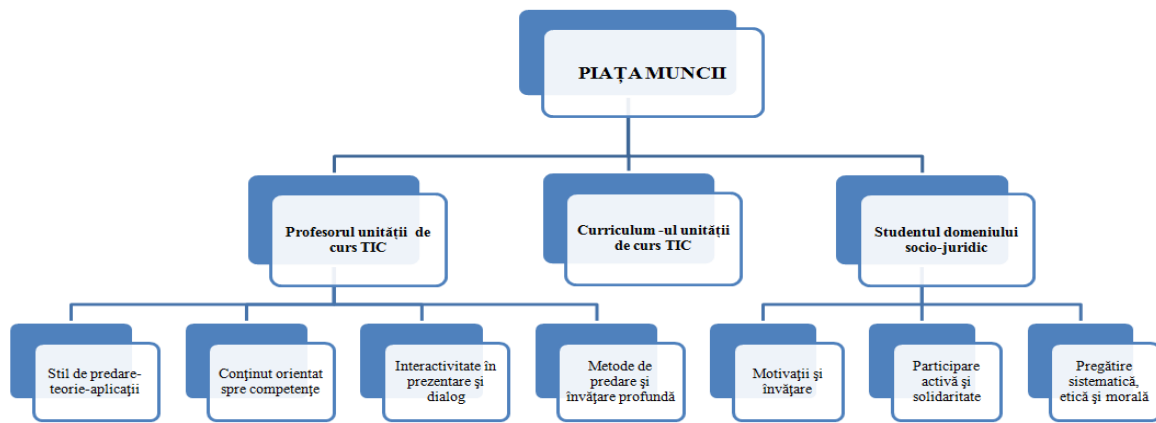 PIAȚA MUNCII
Profesorul unității de
curs TIC
Curriculum -ul unității
de curs TIC
Studentul domeniului
socio-juridic
Stil de predare-
teorie-aplicații
Conținut orientat
spre competențe
Interactivitate în
prezentare și
dialog
Metode de
predare și
învățare profundă
Motivații și
învățare
Participare
activă și
solidaritate
Pregătire
sistematică,
etică și morală